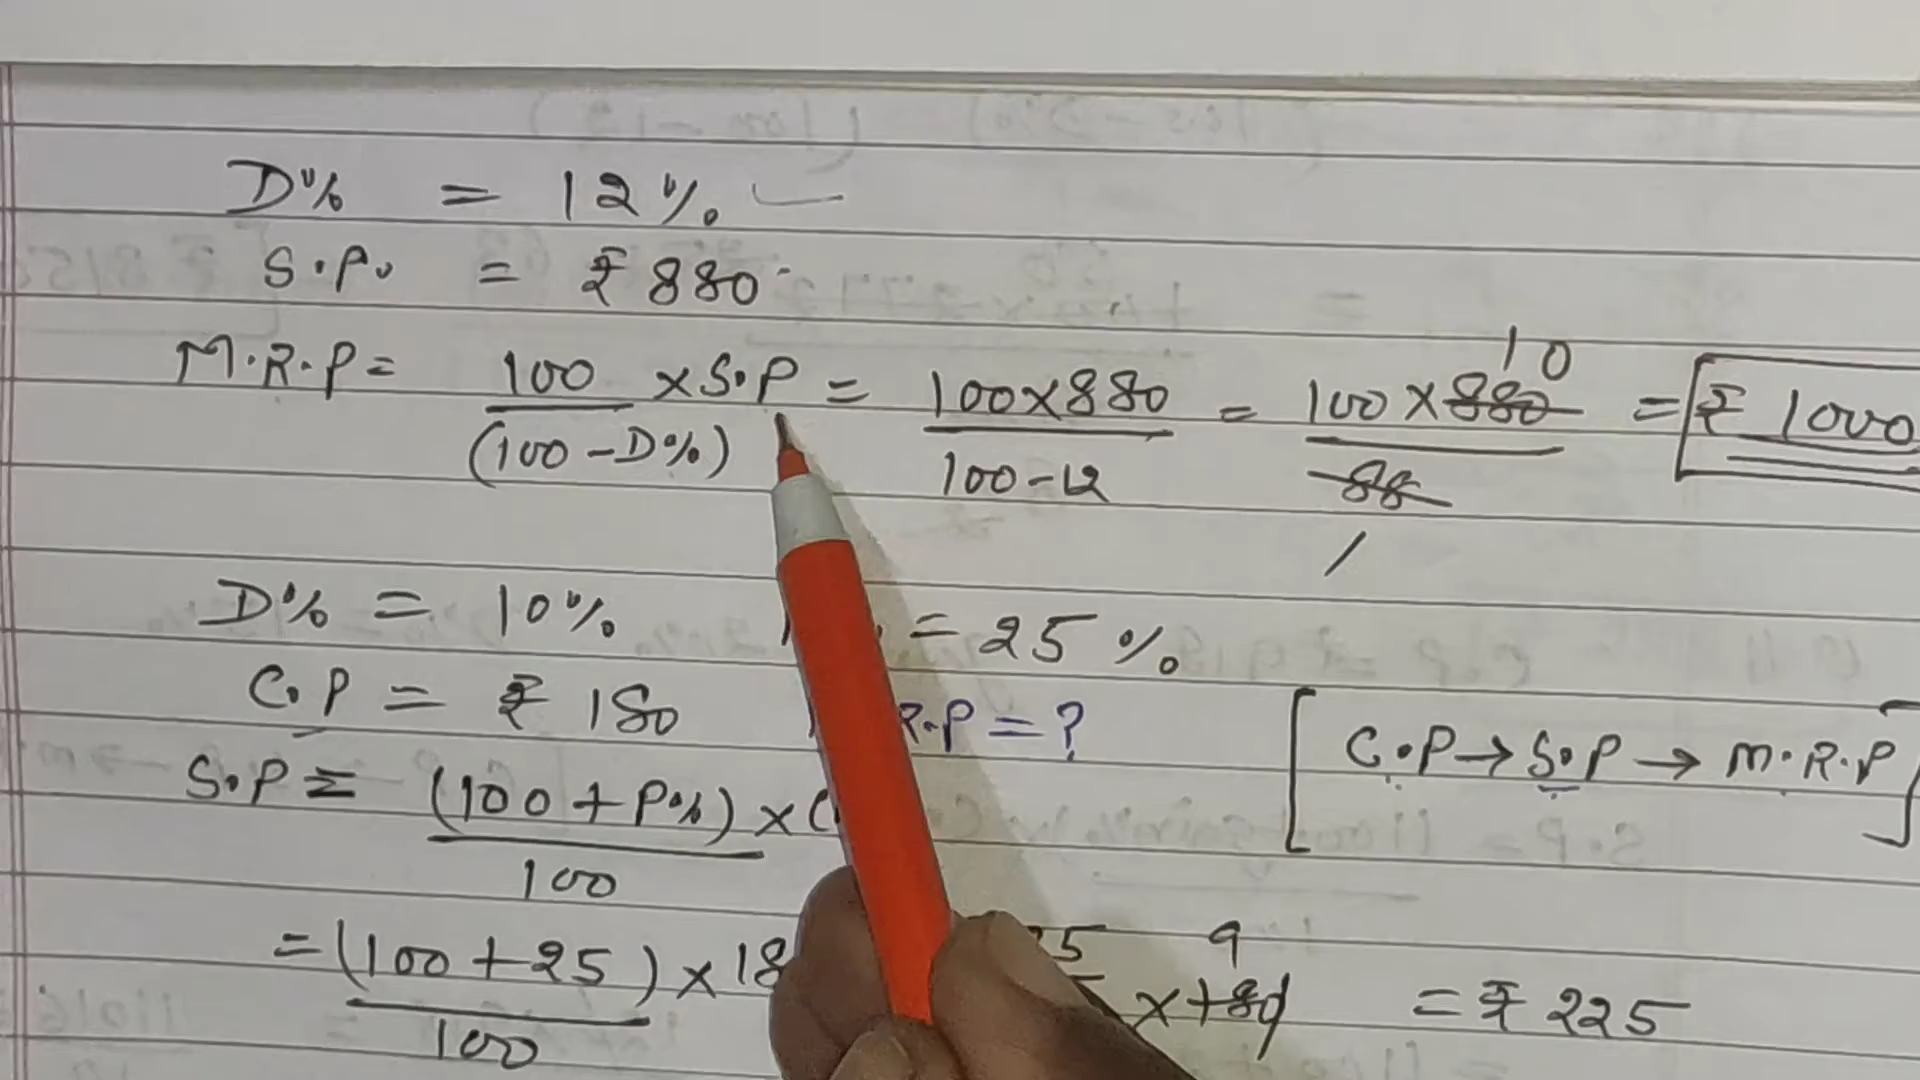 D% = 12%
S.P. = ₹ 880
M.R.P = 100/(100 - D%) × S.P = 100×880/100-12 = 100 × 880/88 = ₹ 1000
10
1
D% = 10% = 25%
C.P = ₹ 180 R.P = ?
[C.P → S.P → M.R.P]
S.P = (100 + P%)/100 ×
= (100 + 25)/100 × 18 5 × 180 = ₹ 225
9